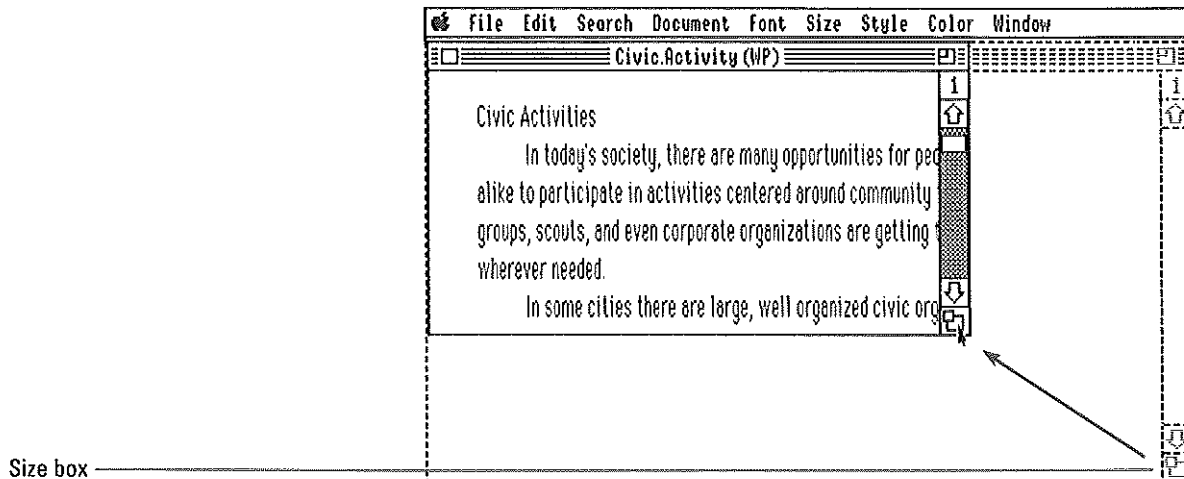 File Edit Search Document Font Size Style Color Window
Civic.Activity (WP)
i
i
Civic Activities
In today's society, there are many opportunities for peo
alike to participate in activities centered around community
groups, scouts, and even corporate organizations are getting
wherever needed.
In some cities there are large, well organized civic org
Size box